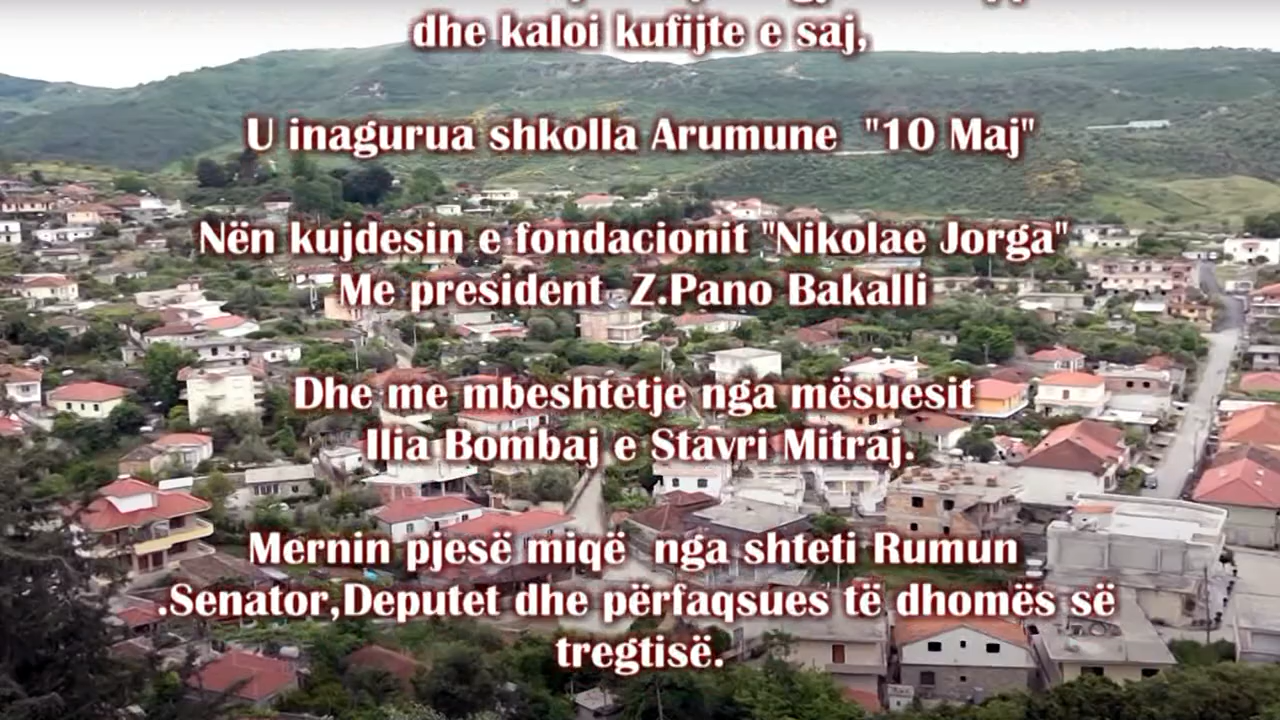 dhe kaloi kufijte e saj,
U inagurua shkolla Arumune "10 Maj"
Nën kujdesin e fondacionit "Nikolae Jorga"
Me president Z.Pano Bakalli
Dhe me mbeshtetje nga mësuesit
Ilia Bombaj e Stavri Mitraj.
Mernin pjesë miqë nga shteti Rumun
.Senator,Deputet dhe përfaqsues të dhomës së
tregtisë.